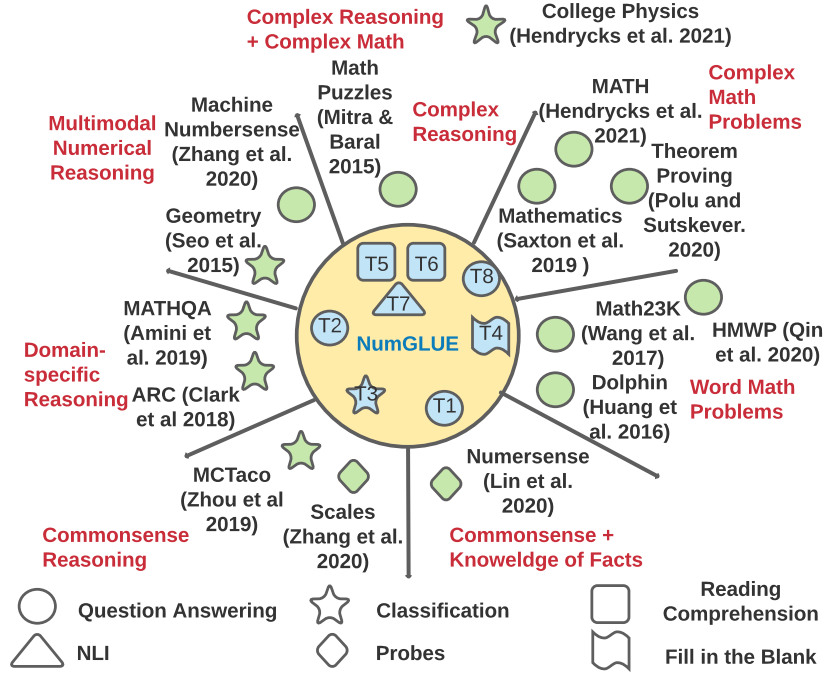 Complex Reasoning
+ Complex Math
College Physics
(Hendrycks et al. 2021)
Math
Puzzles
(Mitra &
Baral
2015)
Complex
Reasoning
MATH
(Hendrycks et al.
2021)
Complex
Math
Problems
Multimodal
Numerical
Reasoning
Machine
Numbersense
(Zhang et al.
2020)
Theorem
Proving
(Polu and
Sutskever.
2020)
Geometry
(Seo et al.
2015)
Mathematics
(Saxton et al.
2019 )
T5
T6
T8
T7
T2
T4
NumGLUE
T3
T1
MATHQA
(Amini et
al. 2019)
Math23K
(Wang et al.
2017)
HMWP (Qin
et al. 2020)
Domain-
specific
Reasoning
ARC (Clark
et al 2018)
Dolphin
(Huang et
al. 2016)
Word Math
Problems
MCTaco
(Zhou et al
2019)
Scales
(Zhang et al.
2020)
Numersense
(Lin et al.
2020)
Commonsense
Reasoning
Commonsense +
Knoweldge of Facts
Question Answering
Classification
Reading
Comprehension
NLI
Probes
Fill in the Blank